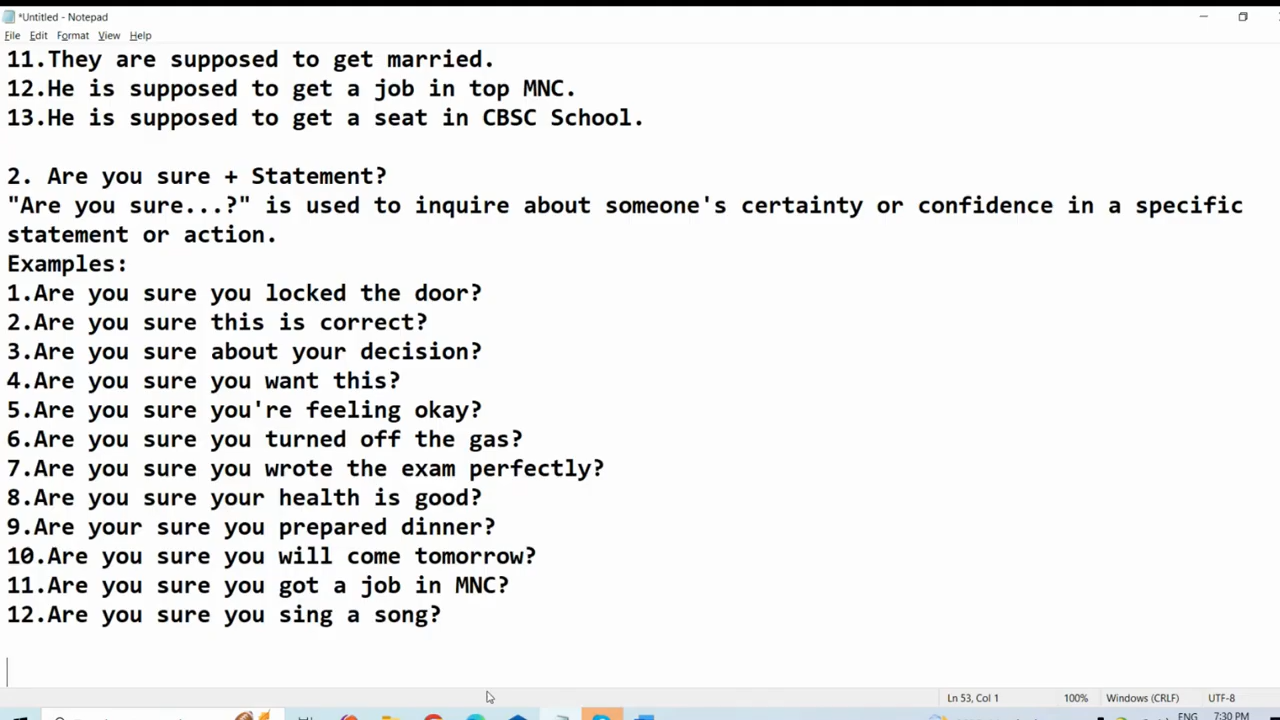 *Untitled - Notepad
File Edit Format View Help
11.They are supposed to get married.
12.He is supposed to get a job in top MNC.
13.He is supposed to get a seat in CBSC School.
2. Are you sure + Statement?
"Are you sure...?" is used to inquire about someone's certainty or confidence in a specific
statement or action.
Examples:
1.Are you sure you locked the door?
2.Are you sure this is correct?
3.Are you sure about your decision?
4.Are you sure you want this?
5.Are you sure you're feeling okay?
6.Are you sure you turned off the gas?
7.Are you sure you wrote the exam perfectly?
8.Are you sure your health is good?
9.Are your sure you prepared dinner?
10.Are you sure you will come tomorrow?
11.Are you sure you got a job in MNC?
12.Are you sure you sing a song?
Ln 53, Col 1 100% Windows (CRLF) UTF-8
ENG 7:30 PM